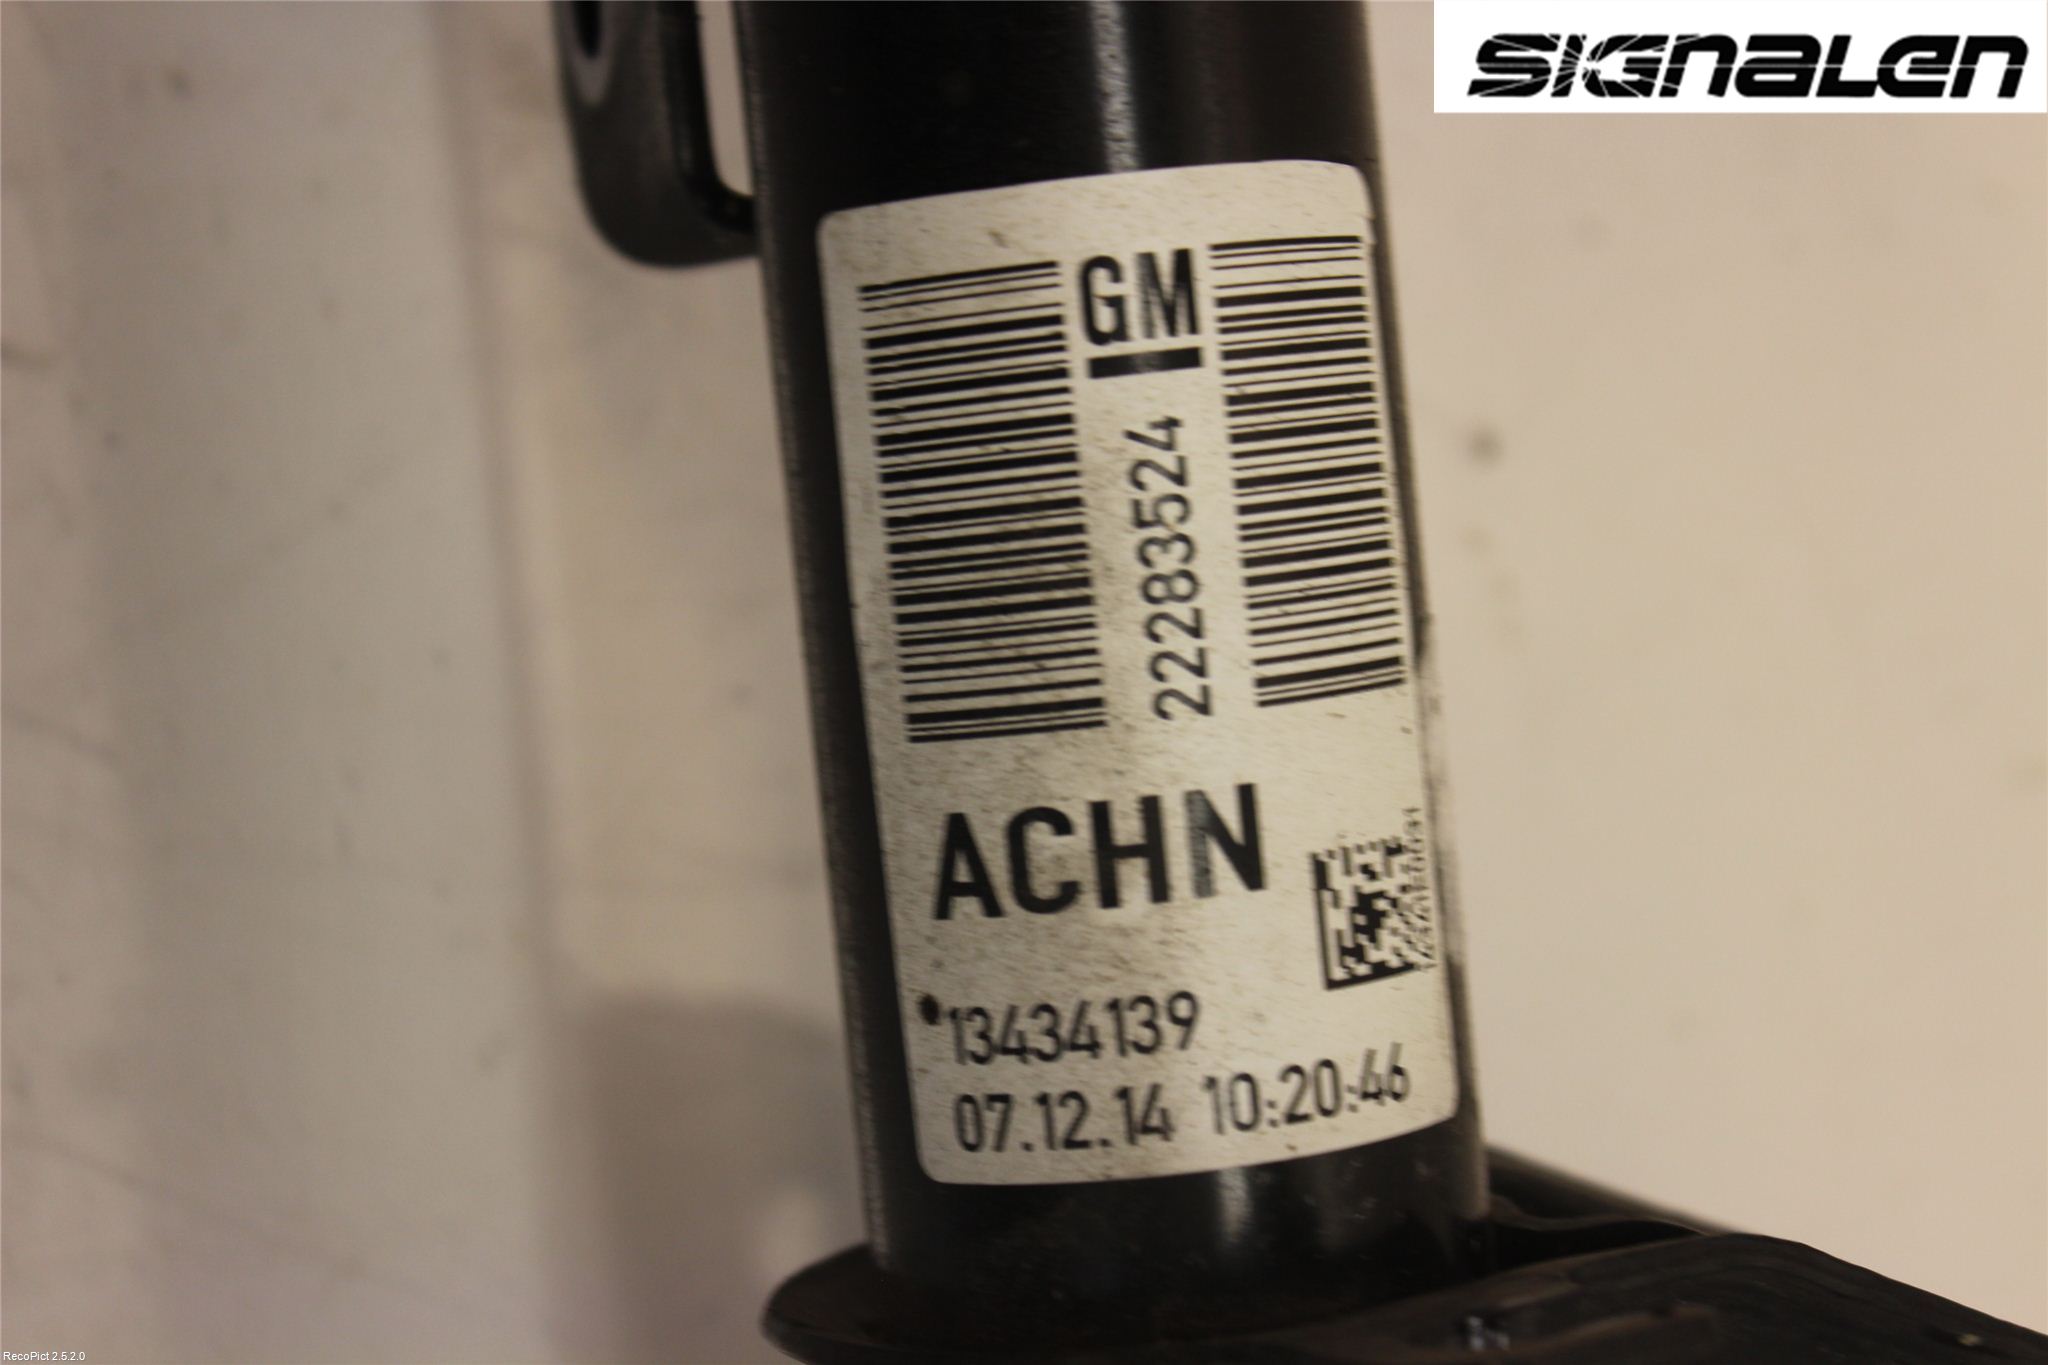 SIGNALEN
GM
22283524
ACHN
13434139
07.12.14 10:20:46
RecoPict 2.5.2.0